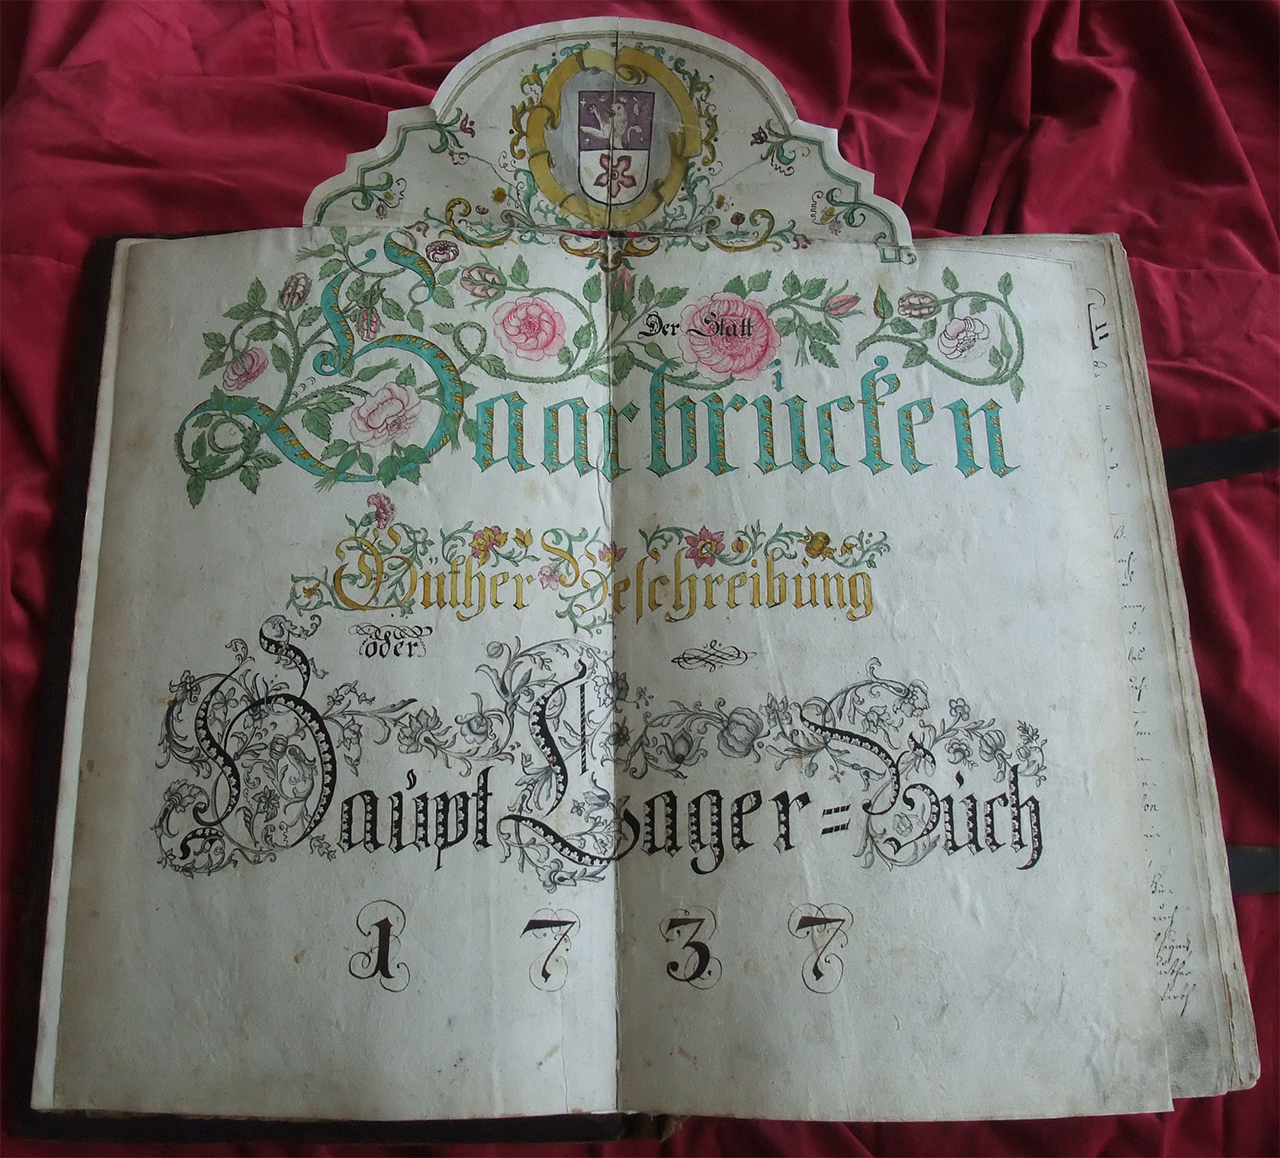 Der Statt
Saarbrücken
Güther Beschreibung
oder
Haupt Lager=Buch
1737